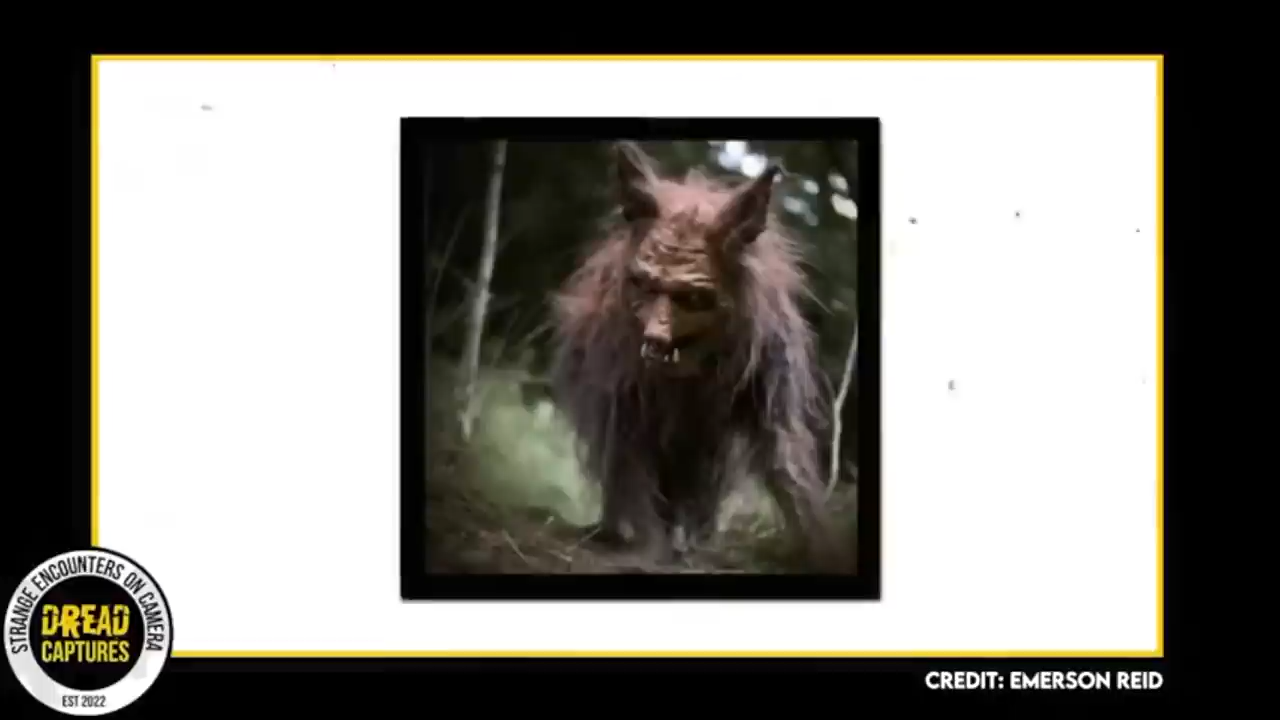 STRANGE ENCOUNTERS ON CAMERA
DREAD
CAPTURES
EST 2022
CREDIT: EMERSON REID